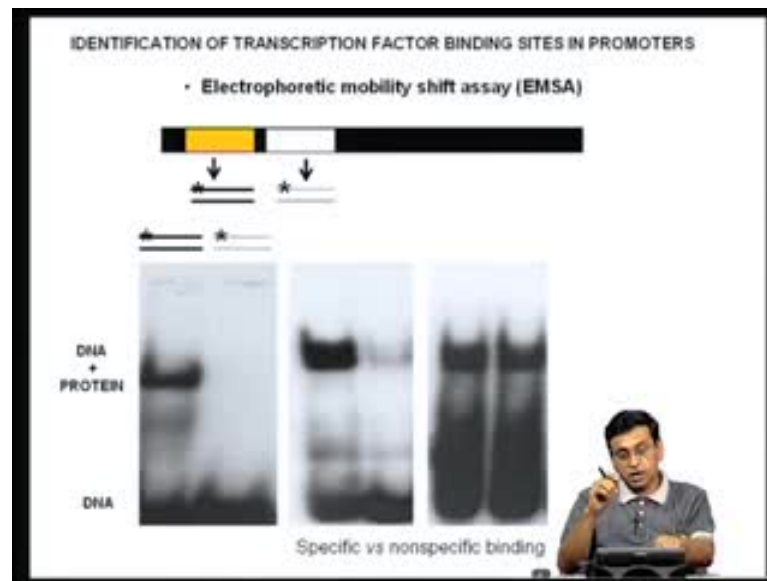 IDENTIFICATION OF TRANSCRIPTION FACTOR BINDING SITES IN PROMOTERS
• Electrophoretic mobility shift assay (EMSA)
* *
* *
DNA
+
PROTEIN
DNA
Specific vs nonspecific binding